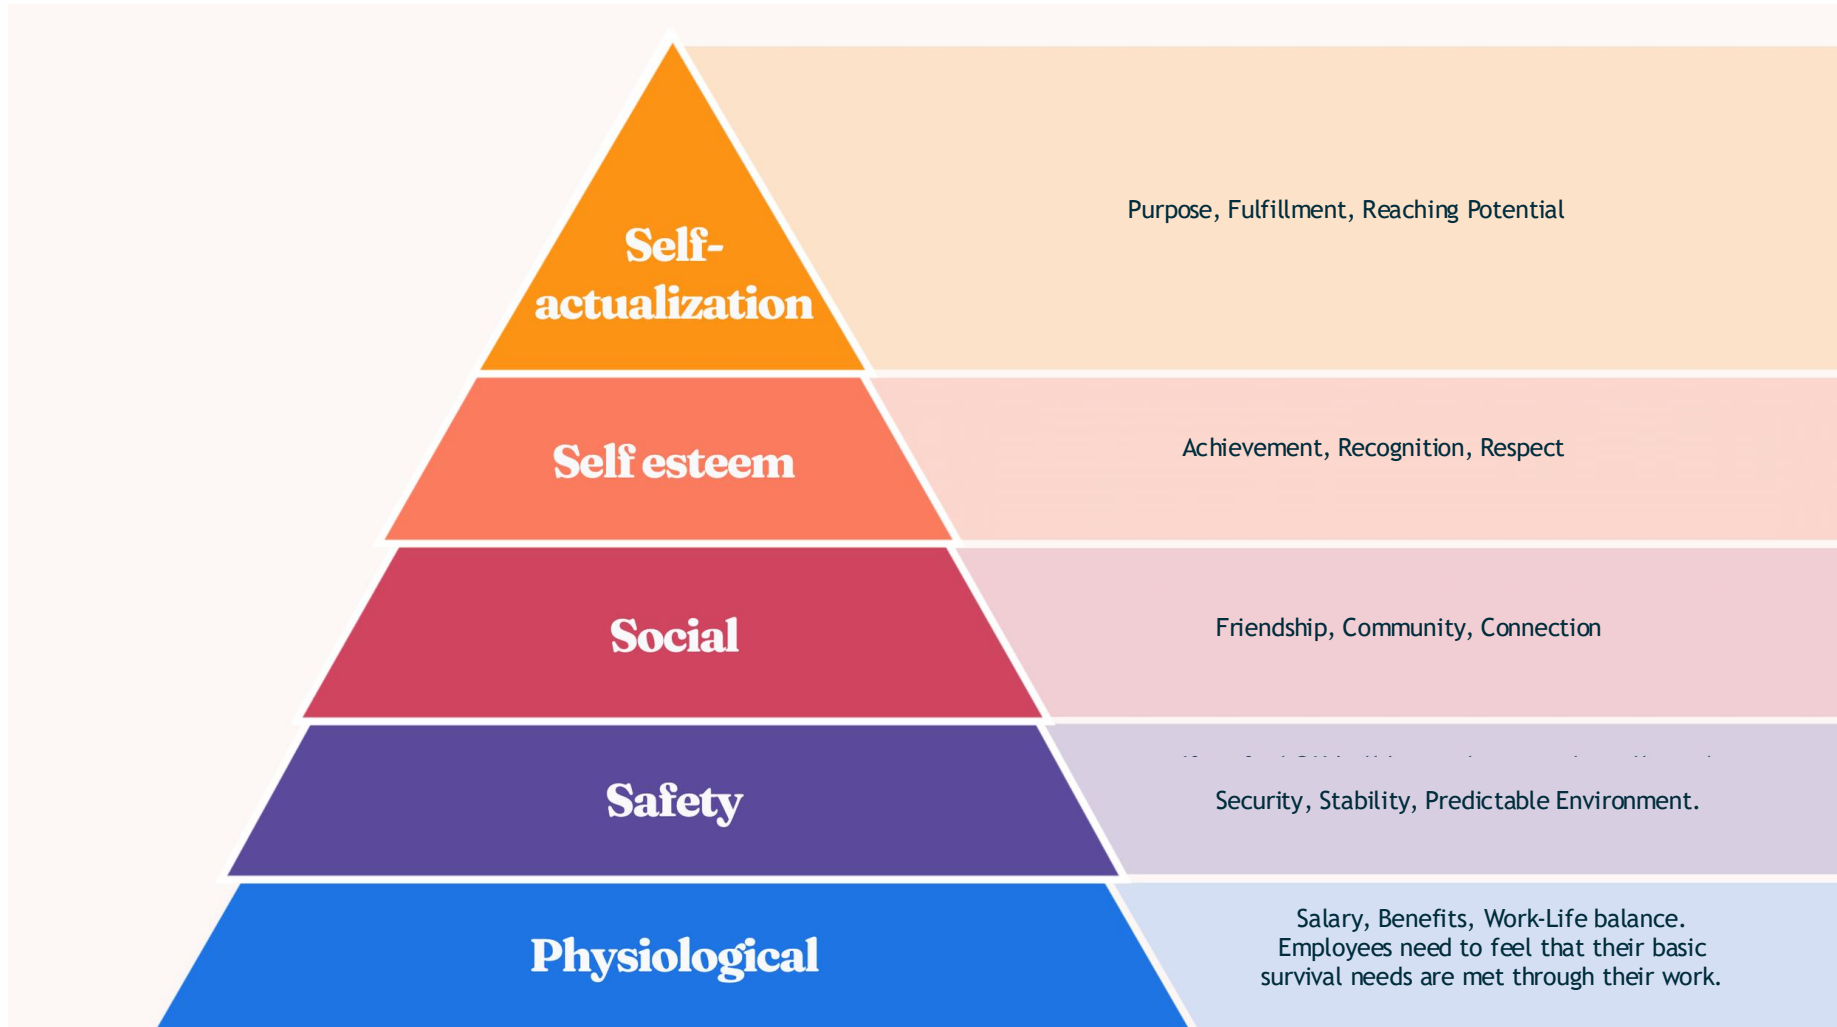 Self-
actualization
Purpose, Fulfillment, Reaching Potential
Self esteem
Achievement, Recognition, Respect
Social
Friendship, Community, Connection
Safety
Security, Stability, Predictable Environment.
Physiological
Salary, Benefits, Work-Life balance.
Employees need to feel that their basic
survival needs are met through their work.